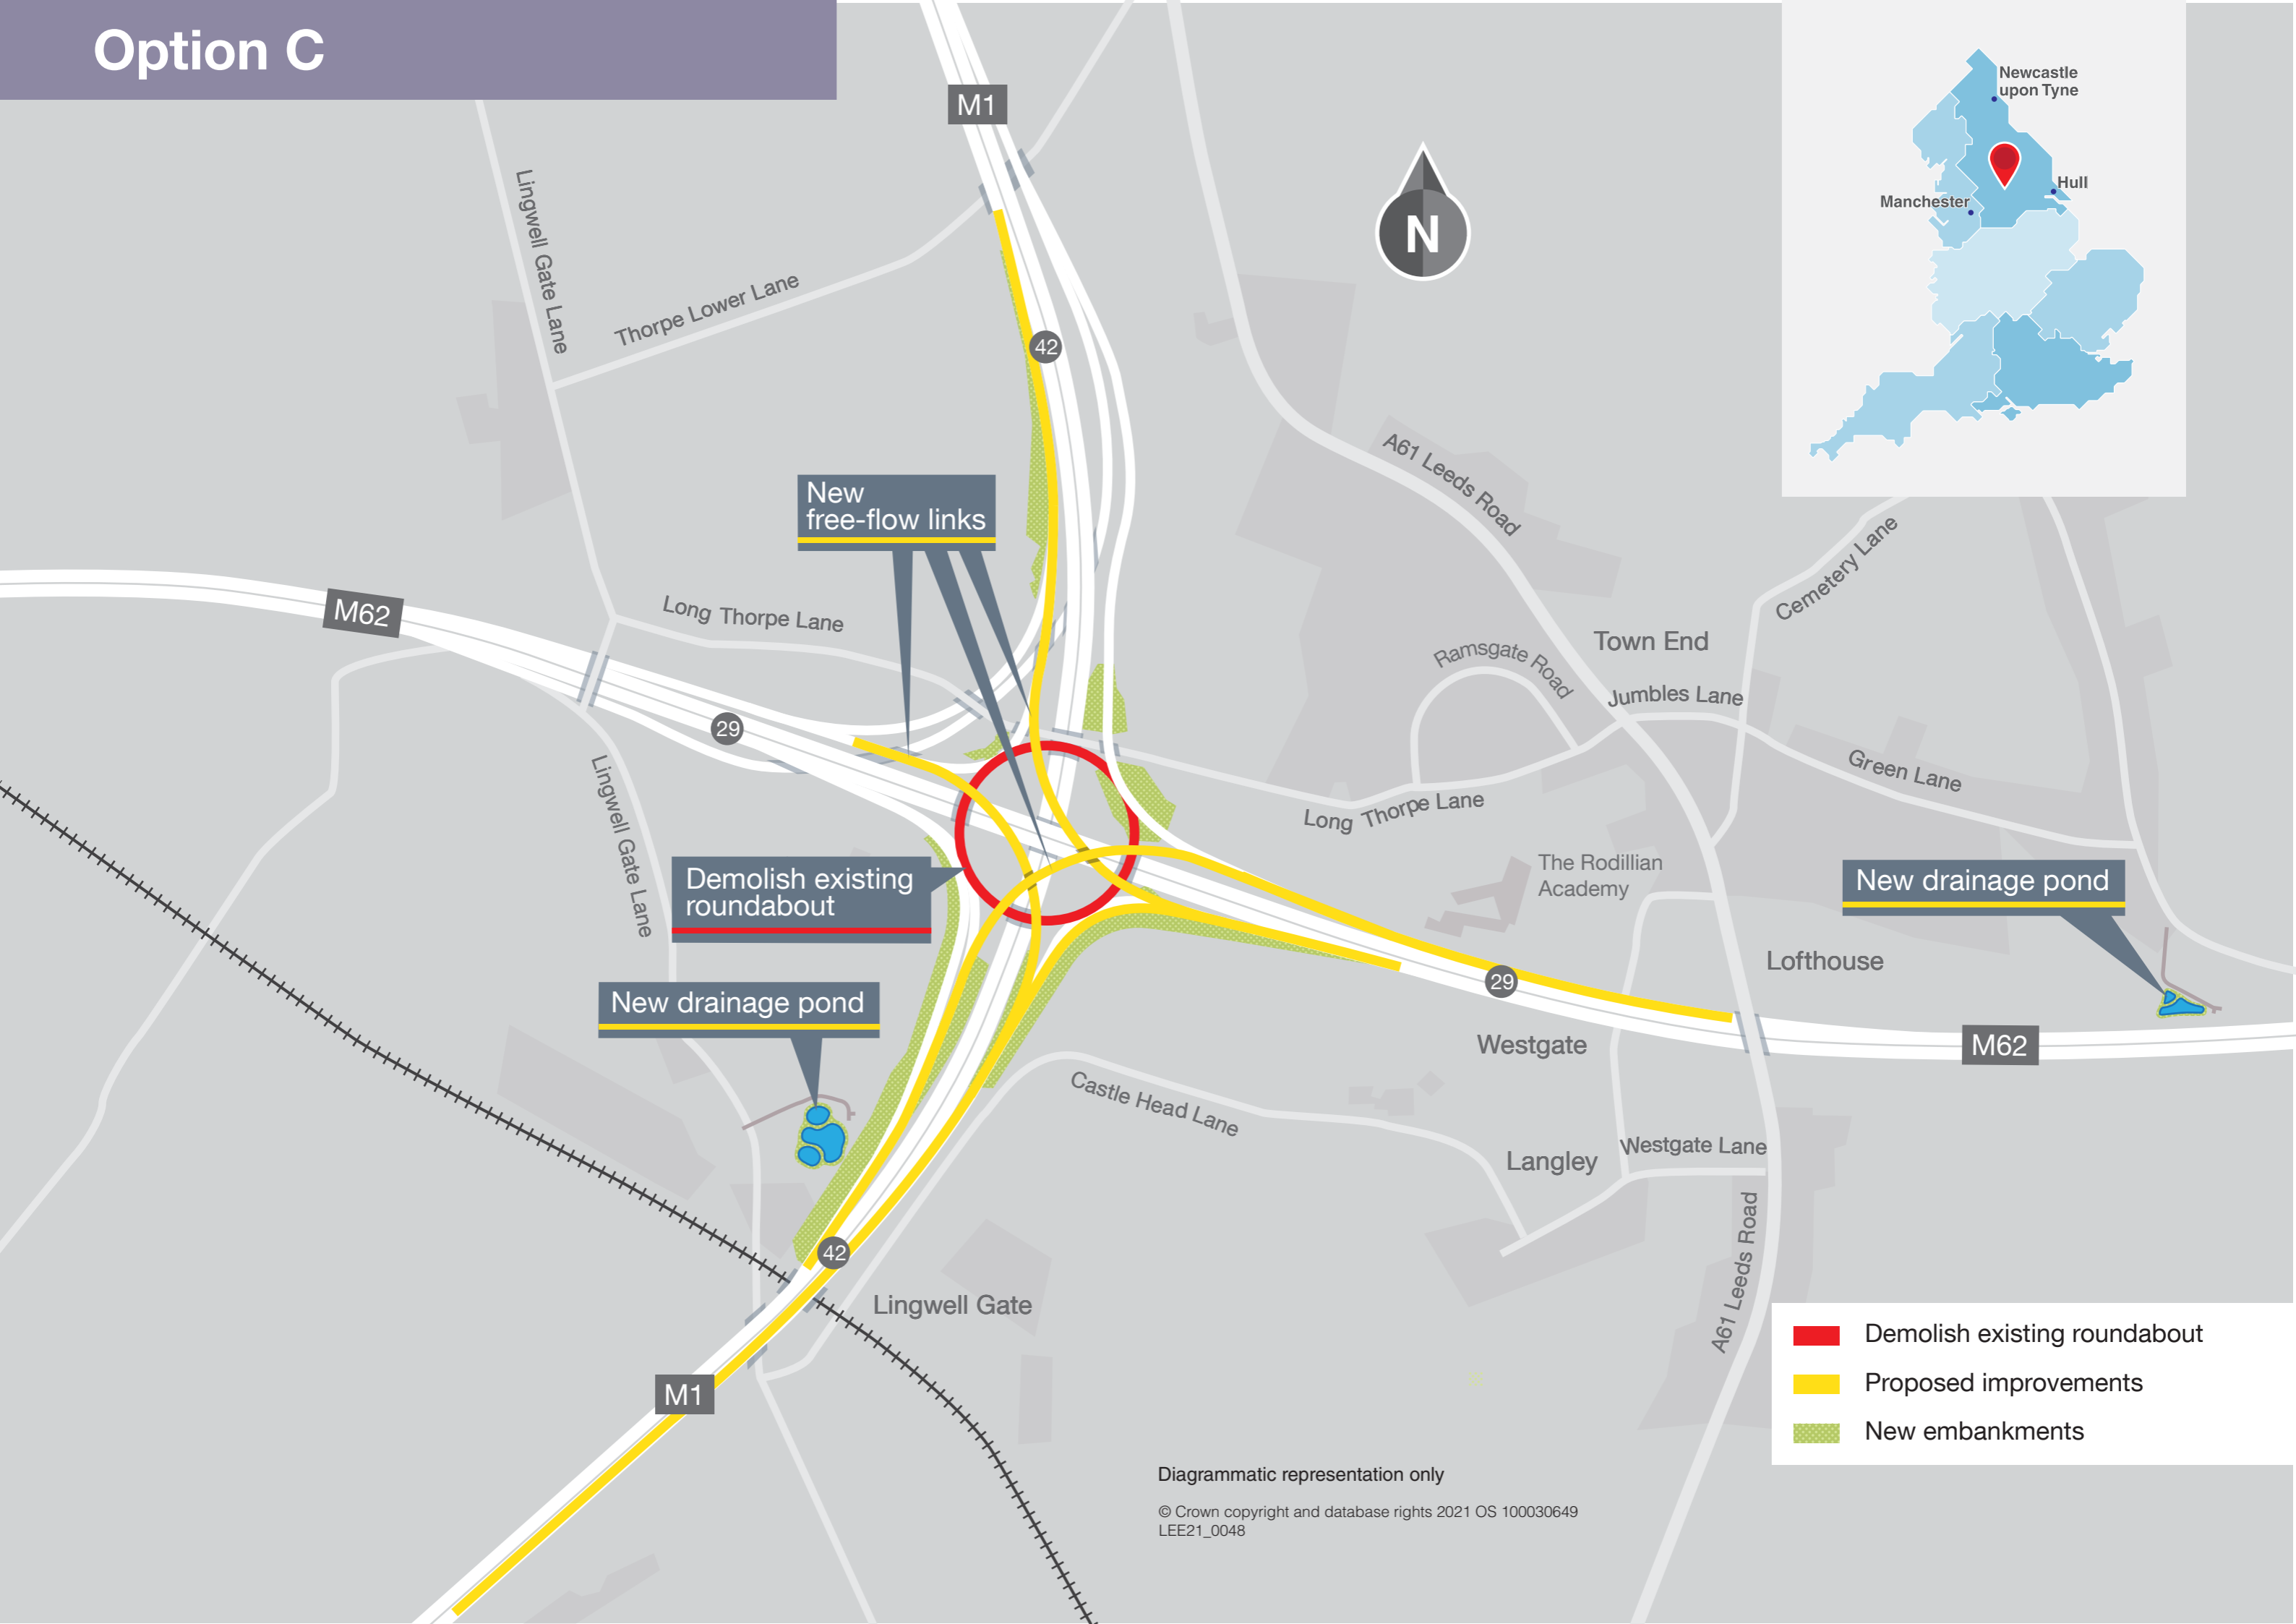 Option C
M1
Newcastle
upon Tyne
Hull
Manchester
N
Lingwell Gate Lane
Thorpe Lower Lane
42
A61 Leeds Road
New
free-flow links
Cemetery Lane
M62
Long Thorpe Lane
Town End
Ramsgate Road
Jumbles Lane
29
Green Lane
Long Thorpe Lane
Lingwell Gate Lane
The Rodillian
Academy
Demolish existing
roundabout
New drainage pond
Lofthouse
29
New drainage pond
Westgate
M62
Castle Head Lane
Westgate Lane
Langley
A61 Leeds Road
42
Lingwell Gate
M1
Demolish existing roundabout
Proposed improvements
New embankments
Diagrammatic representation only
© Crown copyright and database rights 2021 OS 100030649
LEE21_0048